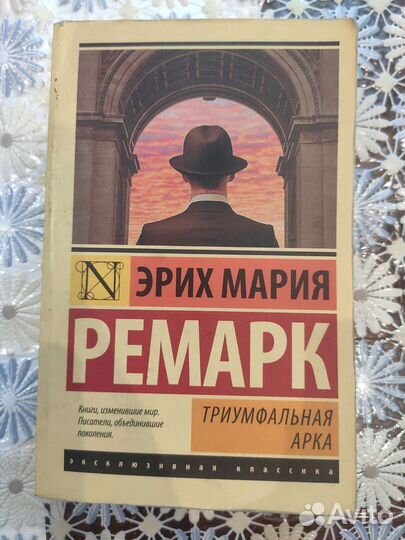 N
ЭРИХ МАРИЯ
РЕМАРК
Книги, изменившие мир.
Писатели, объединившие
поколения.
ТРИУМФАЛЬНАЯ
АРКА
эксклюзивная классика
Avito